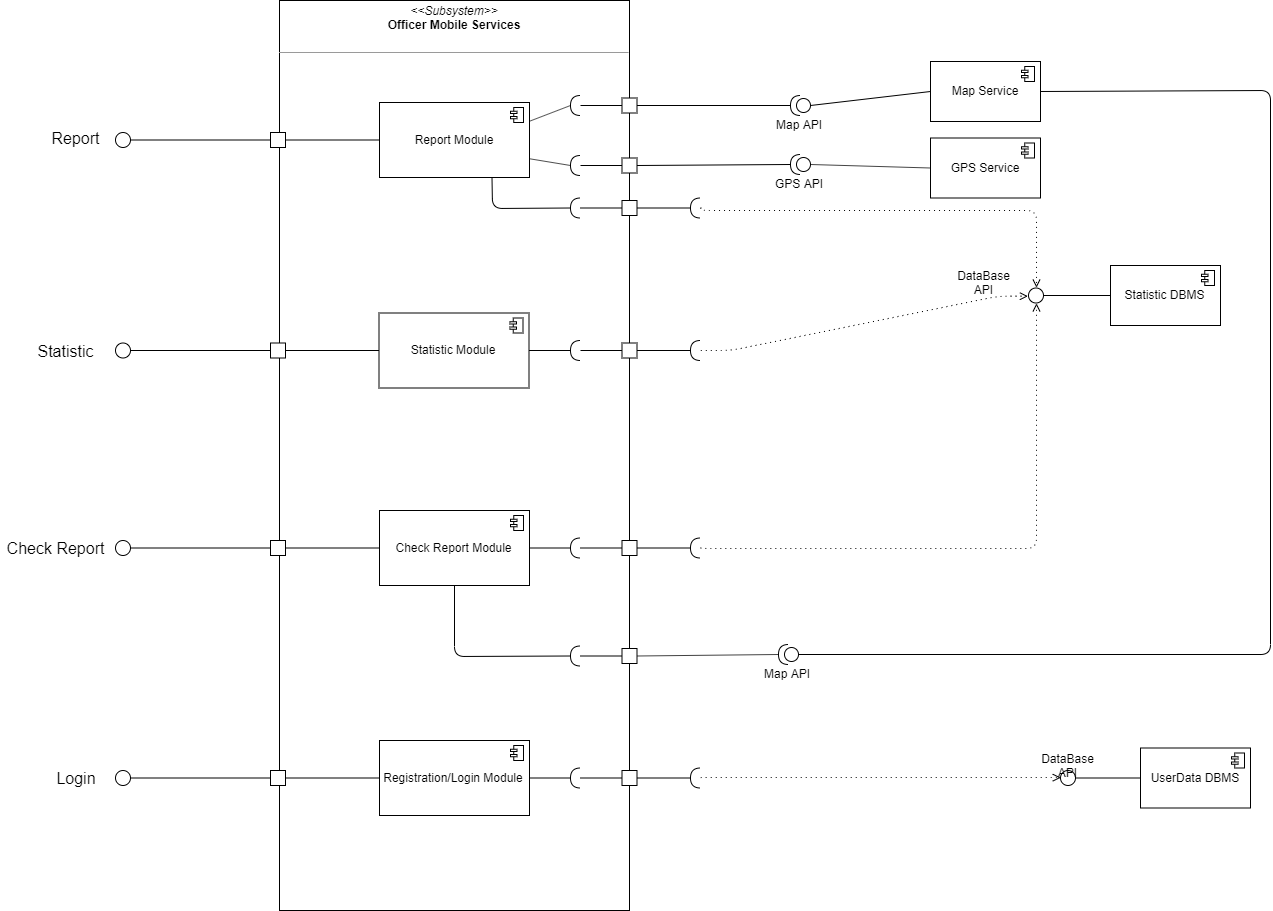 <<Subsystem>>
Officer Mobile Services
Report
Report Module
Map API
Map Service
GPS API
GPS Service
DataBase
API
Statistic DBMS
Statistic
Statistic Module
Check Report
Check Report Module
Map API
Login
Registration/Login Module
DataBase
API
UserData DBMS